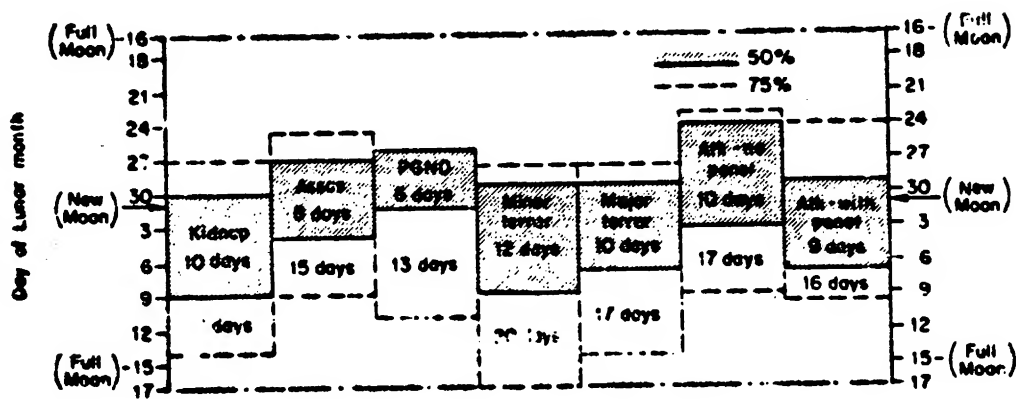 (Full Moon)
16
18
21
24
27
30
(New Moon)
3
6
9
12
15
(Full Moon)
17
Day of Lunar month
50%
75%
Kidnap
10 days
days
Assas
8 days
15 days
6 days
13 days
Minor
terror
12 days
days
Major
terror
10 days
17 days
Atk-no
panel
10 days
17 days
Atk-with
panel
9 days
16 days
(Full Moon)
16
18
21
24
27
30
(New Moon)
3
6
9
12
15
(Full Moon)
17